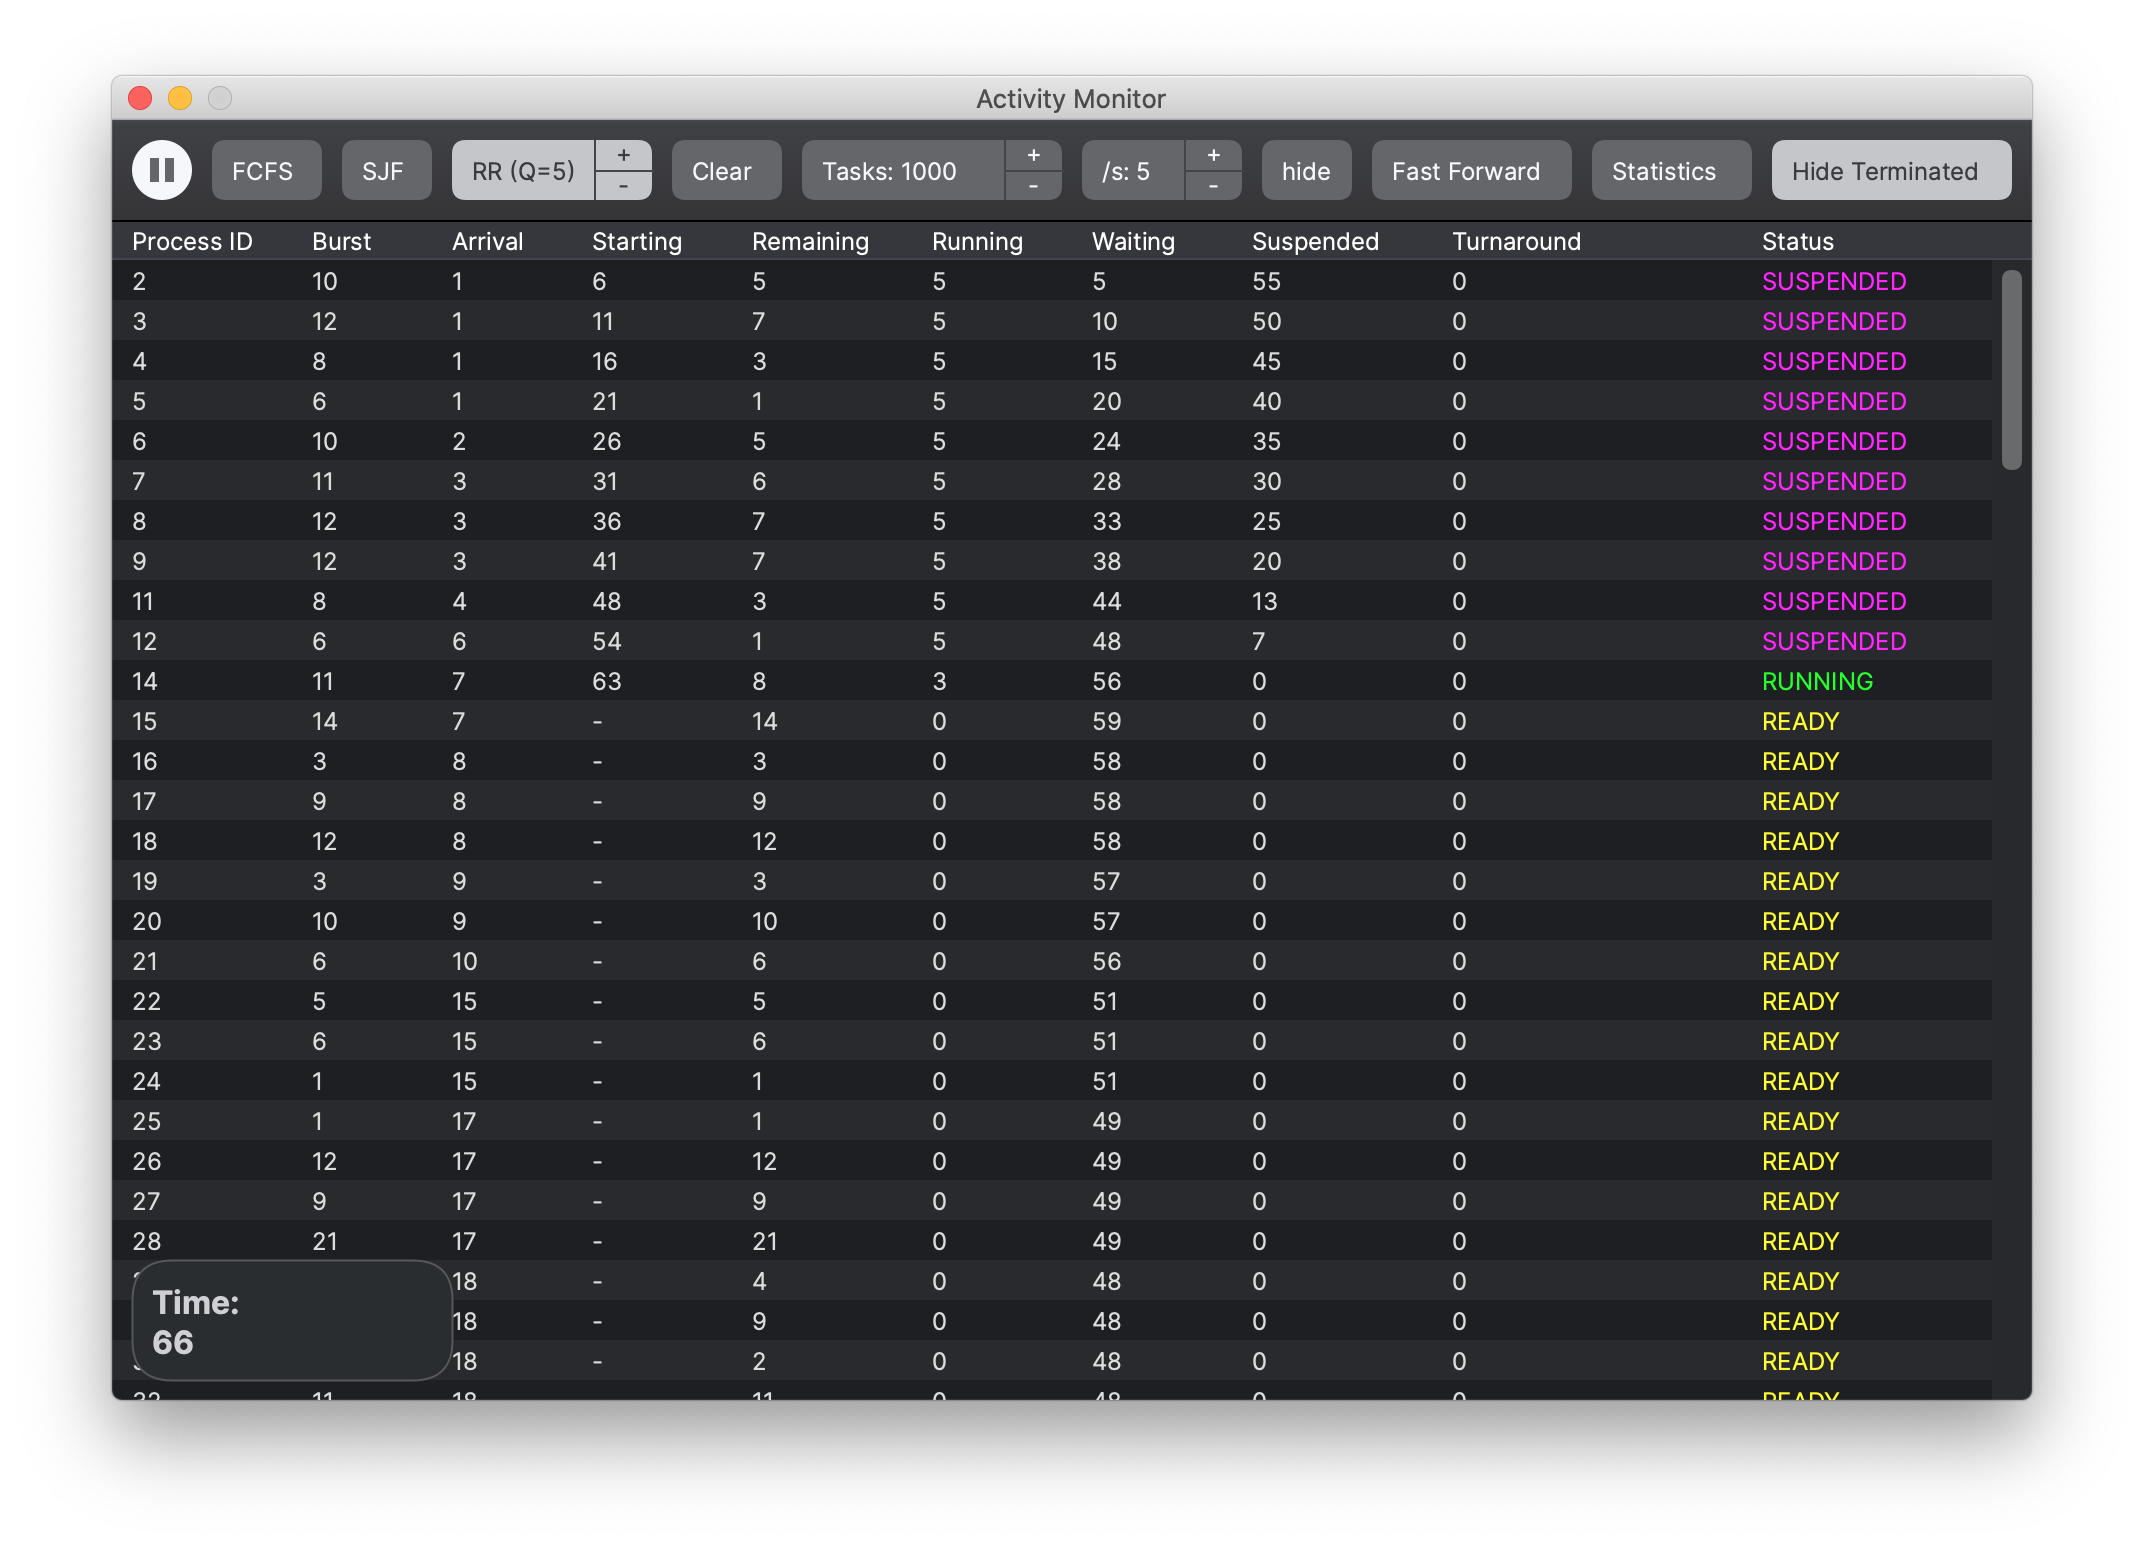 Activity Monitor
FCFS SJF RR (Q=5) + - Clear Tasks: 1000 + - /s: 5 + - hide Fast Forward Statistics Hide Terminated
Process ID Burst Arrival Starting Remaining Running Waiting Suspended Turnaround Status
2 10 1 6 5 5 5 55 0 SUSPENDED
3 12 1 11 7 5 10 50 0 SUSPENDED
4 8 1 16 3 5 15 45 0 SUSPENDED
5 6 1 21 1 5 20 40 0 SUSPENDED
6 10 2 26 5 5 24 35 0 SUSPENDED
7 11 3 31 6 5 28 30 0 SUSPENDED
8 12 3 36 7 5 33 25 0 SUSPENDED
9 12 3 41 7 5 38 20 0 SUSPENDED
11 8 4 48 3 5 44 13 0 SUSPENDED
12 6 6 54 1 5 48 7 0 SUSPENDED
14 11 7 63 8 3 56 0 0 RUNNING
15 14 7 - 14 0 59 0 0 READY
16 3 8 - 3 0 58 0 0 READY
17 9 8 - 9 0 58 0 0 READY
18 12 8 - 12 0 58 0 0 READY
19 3 9 - 3 0 57 0 0 READY
20 10 9 - 10 0 57 0 0 READY
21 6 10 - 6 0 56 0 0 READY
22 5 15 - 5 0 51 0 0 READY
23 6 15 - 6 0 51 0 0 READY
24 1 15 - 1 0 51 0 0 READY
25 1 17 - 1 0 49 0 0 READY
26 12 17 - 12 0 49 0 0 READY
27 9 17 - 9 0 49 0 0 READY
28 21 17 - 21 0 49 0 0 READY
18 - 4 0 48 0 0 READY
Time:
18 - 9 0 48 0 0 READY
66
18 - 2 0 48 0 0 READY
32 11 18 11 0 48 0 0 READY